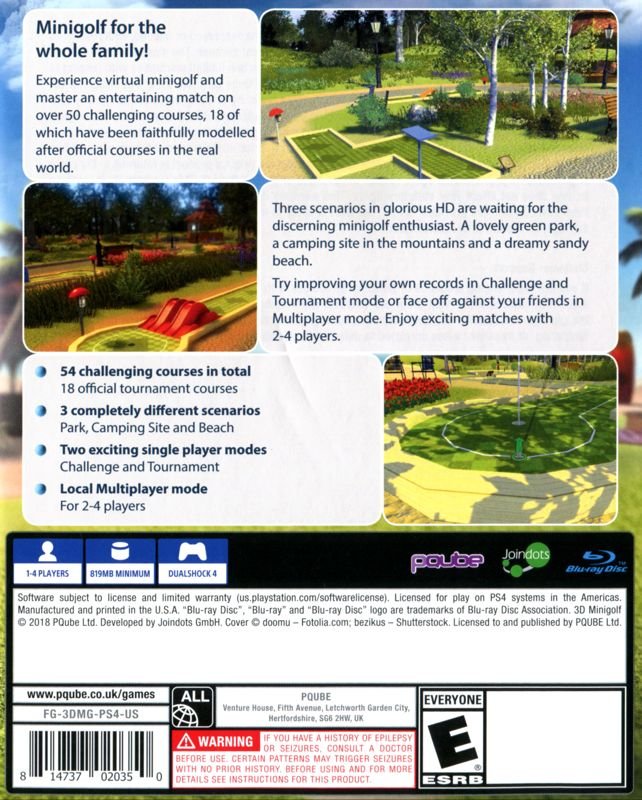 Minigolf for the
whole family!
Experience virtual minigolf and
master an entertaining match on
over 50 challenging courses, 18 of
which have been faithfully modelled
after official courses in the real
world.
Three scenarios in glorious HD are waiting for the
discerning minigolf enthusiast. A lovely green park,
a camping site in the mountains and a dreamy sandy
beach.
Try improving your own records in Challenge and
Tournament mode or face off against your friends in
Multiplayer mode. Enjoy exciting matches with
2-4 players.
54 challenging courses in total
18 official tournament courses
3 completely different scenarios
Park, Camping Site and Beach
Two exciting single player modes
Challenge and Tournament
Local Multiplayer mode
For 2-4 players
1-4 PLAYERS
819MB MINIMUM
DUALSHOCK 4
pqube
Joindots
Blu-ray Disc™
Software subject to license and limited warranty (us.playstation.com/softwarelicense). Licensed for play on PS4 systems in the Americas.
Manufactured and printed in the U.S.A. "Blu-ray Disc", "Blu-ray" and "Blu-ray Disc" logo are trademarks of Blu-ray Disc Association. 3D Minigolf
© 2018 PQube Ltd. Developed by Joindots GmbH. Cover © doomu – Fotolia.com; bezikus – Shutterstock. Licensed to and published by PQUBE Ltd.
www.pqube.co.uk/games
FG-3DMG-PS4-US
8 14737 02035 0
ALL
PQUBE
Venture House, Fifth Avenue, Letchworth Garden City,
Hertfordshire, SG6 2HW, UK
WARNING IF YOU HAVE A HISTORY OF EPILEPSY
OR SEIZURES, CONSULT A DOCTOR
BEFORE USE. CERTAIN PATTERNS MAY TRIGGER SEIZURES
WITH NO PRIOR HISTORY. BEFORE USING AND FOR MORE
DETAILS SEE INSTRUCTIONS FOR THIS PRODUCT.
EVERYONE
E
ESRB